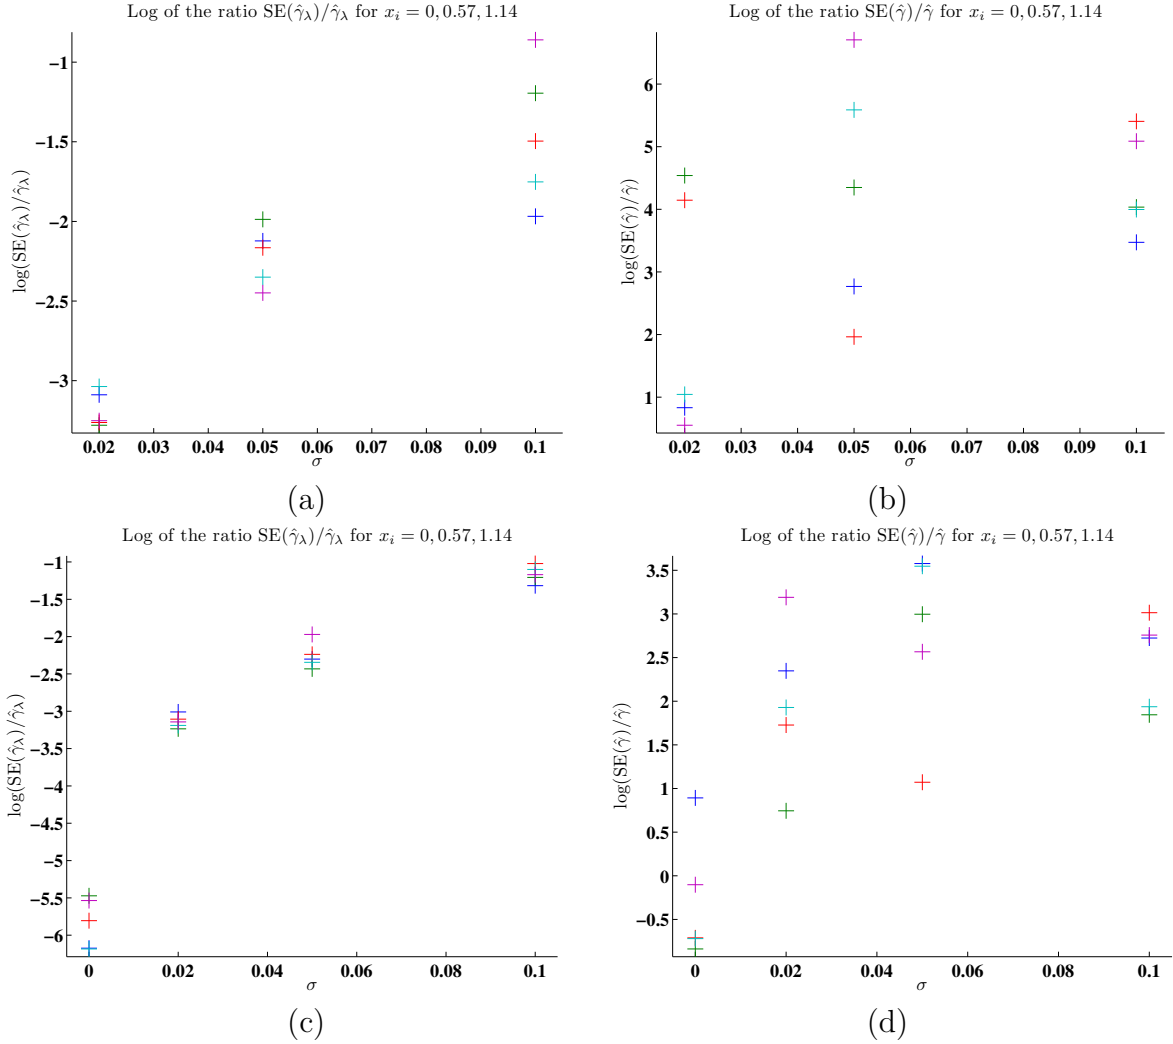 Log of the ratio SE(γ̂_λ)/γ̂_λ for x_i = 0, 0.57, 1.14
log(SE(γ̂_λ)/γ̂_λ)
−1
−1.5
−2
−2.5
−3
0.02 0.03 0.04 0.05 0.06 0.07 0.08 0.09 0.1
σ
(a)
Log of the ratio SE(γ̂)/γ̂ for x_i = 0, 0.57, 1.14
log(SE(γ̂)/γ̂)
6
5
4
3
2
1
0.02 0.03 0.04 0.05 0.06 0.07 0.08 0.09 0.1
σ
(b)
Log of the ratio SE(γ̂_λ)/γ̂_λ for x_i = 0, 0.57, 1.14
log(SE(γ̂_λ)/γ̂_λ)
−1
−1.5
−2
−2.5
−3
−3.5
−4
−4.5
−5
−5.5
−6
0 0.02 0.04 0.06 0.08 0.1
σ
(c)
Log of the ratio SE(γ̂)/γ̂ for x_i = 0, 0.57, 1.14
log(SE(γ̂)/γ̂)
3.5
3
2.5
2
1.5
1
0.5
0
−0.5
0 0.02 0.04 0.06 0.08 0.1
σ
(d)